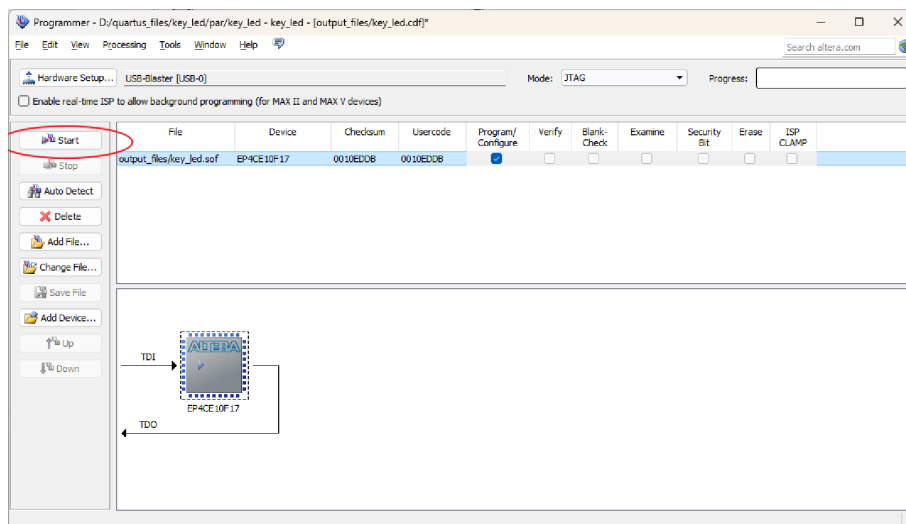 Programmer - D:/quartus_files/key_led/par/key_led - key_led - [output_files/key_led.cdf]*
File Edit View Processing Tools Window Help
Search altera.com
Hardware Setup... USB-Blaster [USB-0] Mode: JTAG Progress:
Enable real-time ISP to allow background programming (for MAX II and MAX V devices)
Start
Stop
Auto Detect
Delete
Add File...
Change File...
Save File
Add Device...
Up
Down
File Device Checksum Usercode Program/ Verify Blank- Examine Security Erase ISP
Configure Check Bit CLAMP
output_files/key_led.sof EP4CE10F17 0010EDDB 0010EDDB
ALTERA
TDI
EP4CE10F17
TDO